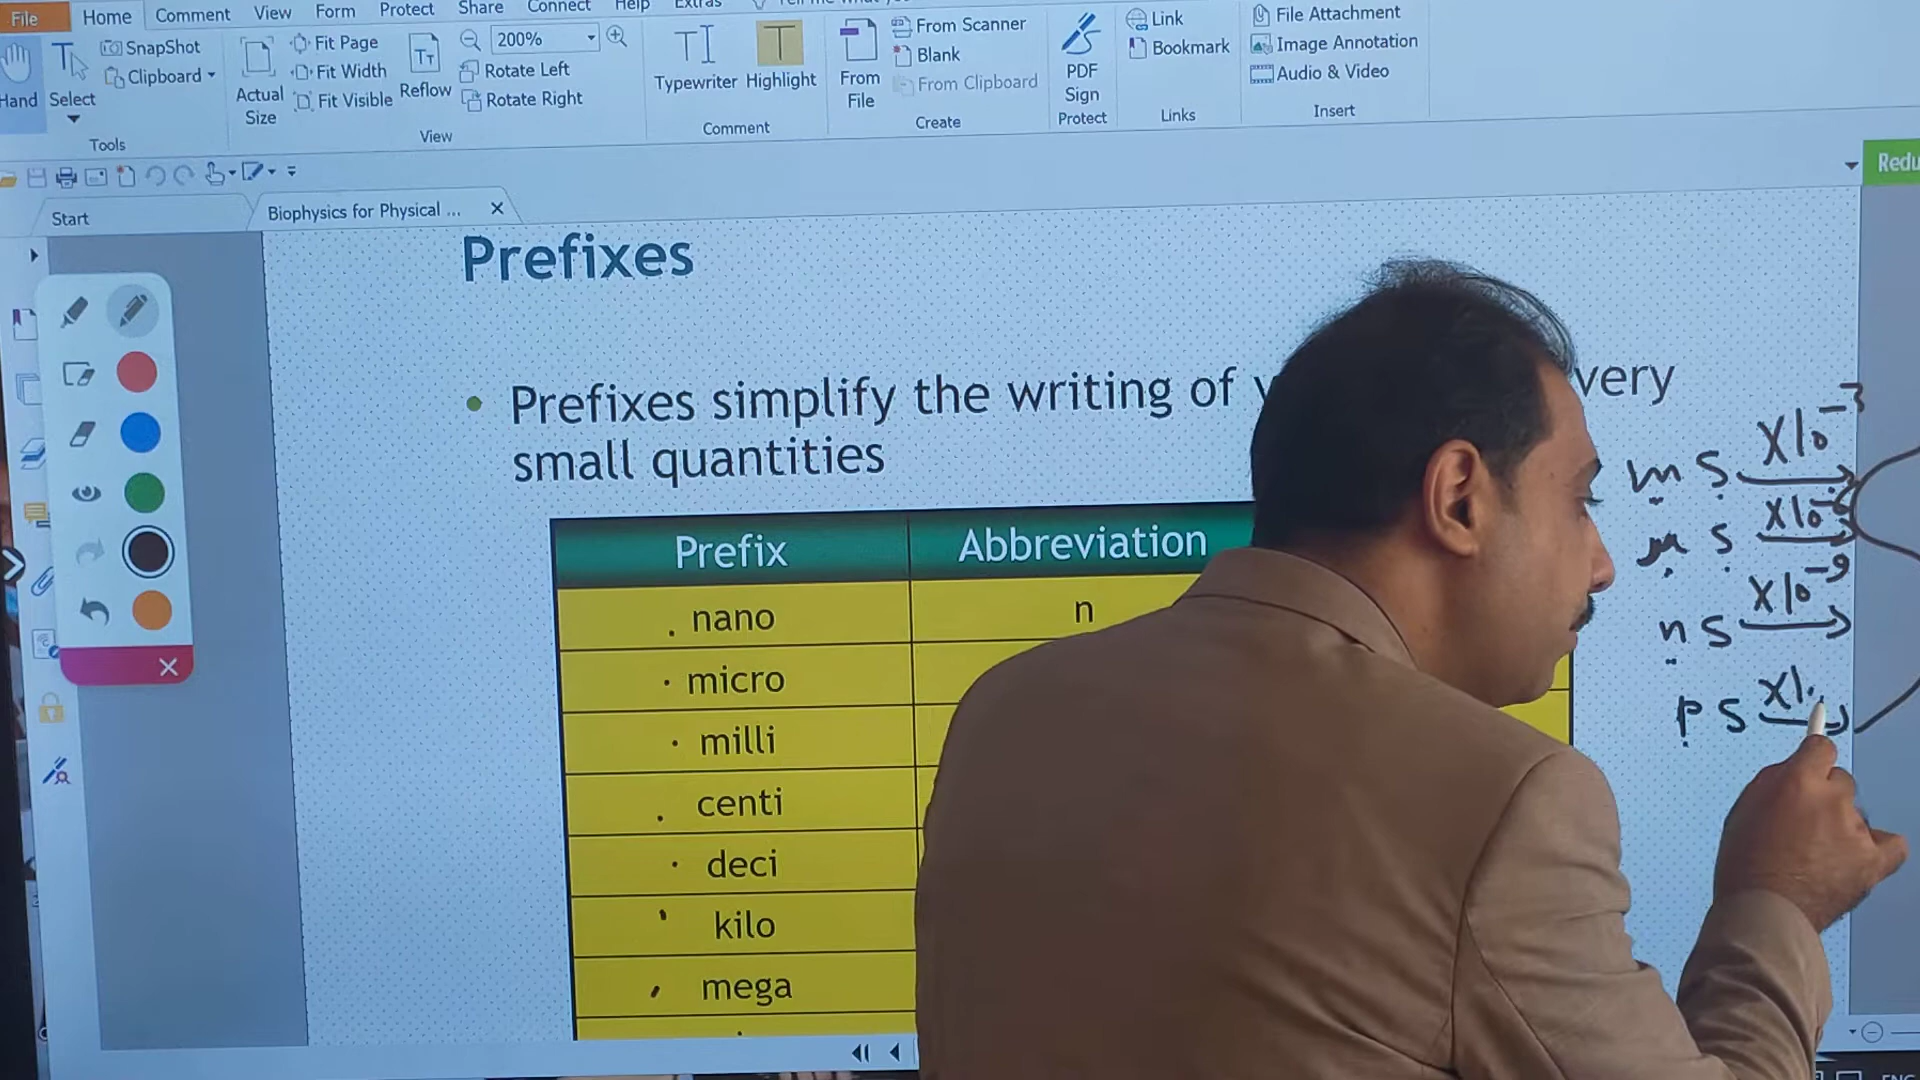 File Home Comment View Form Protect Share Connect Help Extras
Hand
Select
SnapShot
Clipboard
Tools
Actual Size
Fit Page
Fit Width
Fit Visible
Reflow
200%
Rotate Left
Rotate Right
View
Typewriter
Highlight
Comment
From File
From Scanner
Blank
From Clipboard
Create
PDF Sign
Protect
Link
Bookmark
Links
File Attachment
Image Annotation
Audio & Video
Insert
Start
Biophysics for Physical ...
Prefixes
• Prefixes simplify the writing of very
small quantities
Prefix Abbreviation
nano n
micro
milli
centi
deci
kilo
mega
m s x10⁻³
μ s x10⁻⁶
n s x10⁻⁹
p s x10